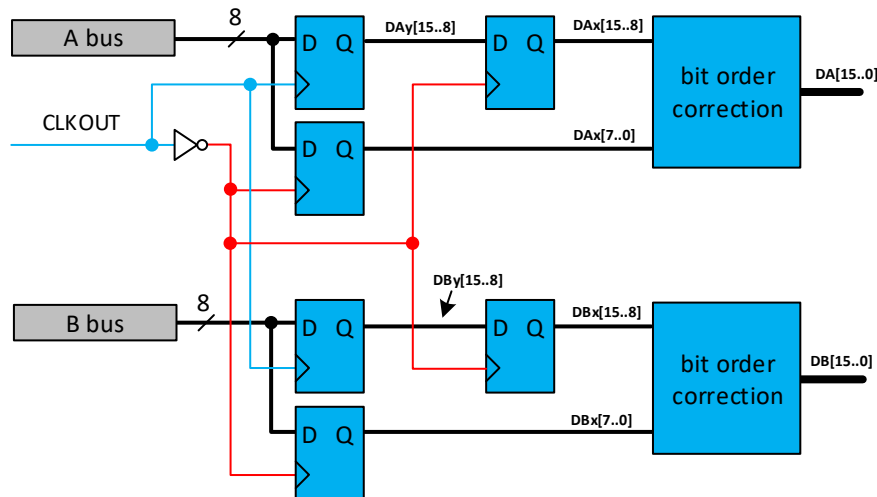 A bus
8
D Q
DAy[15..8]
D Q
DAx[15..8]
bit order
correction
DA[15..0]
CLKOUT
D Q
DAx[7..0]
B bus
8
D Q
DBy[15..8]
D Q
DBx[15..8]
bit order
correction
DB[15..0]
D Q
DBx[7..0]